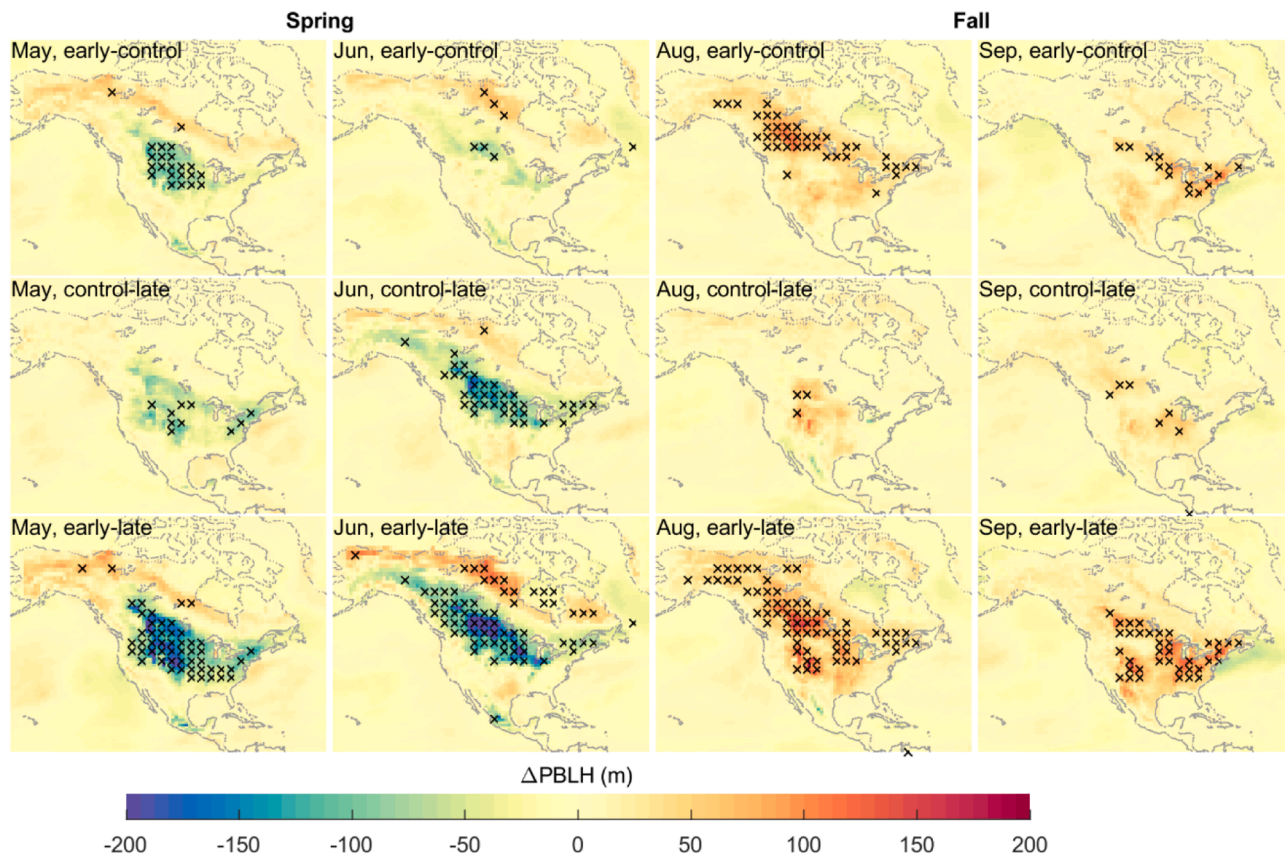 Spring Fall
May, early-control Jun, early-control Aug, early-control Sep, early-control
May, control-late Jun, control-late Aug, control-late Sep, control-late
May, early-late Jun, early-late Aug, early-late Sep, early-late
ΔPBLH (m)
-200 -150 -100 -50 0 50 100 150 200